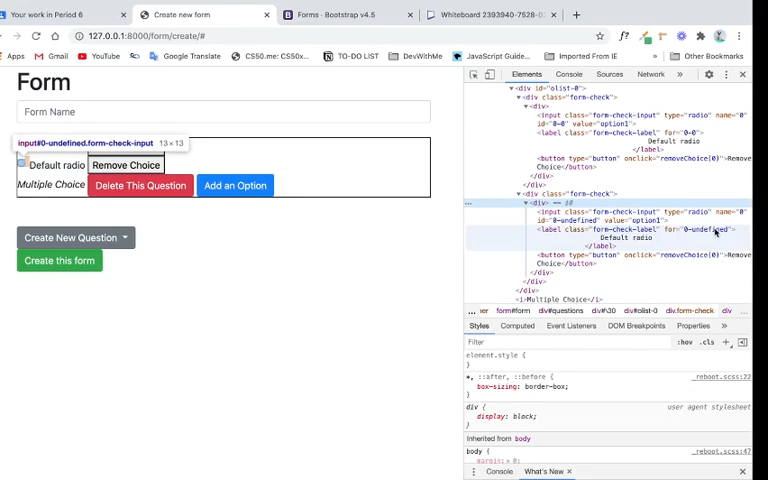 Your work in Period 6
Create new form
Forms · Bootstrap v4.5
Whiteboard 2393940-7528-0
127.0.0.1:8000/form/create/#
f?
Apps
Gmail
YouTube
Google Translate
CS50.me: CS50x...
TO-DO LIST
DevWithMe
JavaScript Guide...
Imported From IE
»
Other Bookmarks
Form
Form Name
input#0-undefined.form-check-input 13 × 13
Default radio Remove Choice
Multiple Choice Delete This Question Add an Option
Create New Question
Create this form
Elements Console Sources Network »
<div id="olist-0">
<div class="form-check">
<div>
<input class="form-check-input" type="radio" name="0"
id="0-0" value="option1">
<label class="form-check-label" for="0-0">
Default radio
</label>
<button type="button" onclick="removeChoice(0)">Remove
Choice</button>
</div>
</div>
<div class="form-check">
<div> == $0
<input class="form-check-input" type="radio" name="0"
id="0-undefined" value="option1">
<label class="form-check-label" for="0-undefined">
Default radio
</label>
<button type="button" onclick="removeChoice(0)">Remove
Choice</button>
</div>
</div>
<i>Multiple Choice</i>
... ner form#form div#questions div#\30 div#olist-0 div.form-check div ...
Styles Computed Event Listeners DOM Breakpoints Properties »
Filter :hov .cls
element.style {
}
*, ::after, ::before { _reboot.scss:22
box-sizing: border-box;
}
div { user agent stylesheet
display: block;
}
Inherited from body
body { _reboot.scss:47
margin: 0;
Console What's New